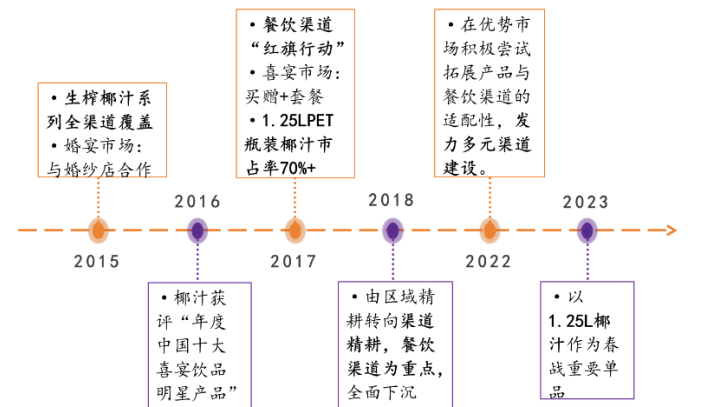 ·生榨椰汁系
列全渠道覆盖
·婚宴市场：
与婚纱店合作
·餐饮渠道
“红旗行动”
·喜宴市场：
买赠+套餐
·1.25LPET
瓶装椰汁市
占率70%+
·在优势市
场积极尝试
拓展产品与
餐饮渠道的
适配性，发
力多元渠道
建设。
2016
2018
2023
2015
2017
2022
·椰汁获
评“年度
中国十大
喜宴饮品
明星产品”
·由区域精
耕转向渠道
精耕，餐饮
渠道为重点，
全面下沉
·以
1.25L椰
汁作为春
战重要单
品